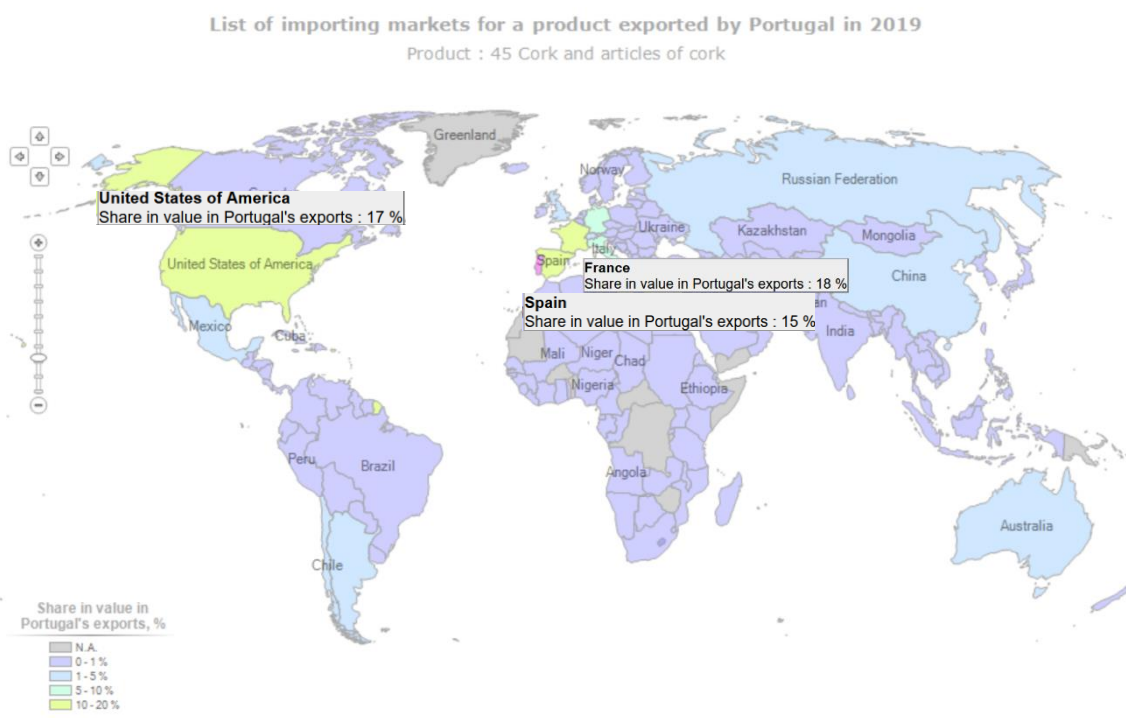 List of importing markets for a product exported by Portugal in 2019
Product : 45 Cork and articles of cork
Greenland
Norway
Russian Federation
United States of America
Share in value in Portugal's exports : 17 %
Ukraine
Kazakhstan
Mongolia
Italy
Spain
United States of America
France
Share in value in Portugal's exports : 18 %
China
Spain
Share in value in Portugal's exports : 15 %
Mexico
Cuba
India
Mali
Niger
Chad
Nigeria
Ethiopia
Peru
Brazil
Angola
Australia
Chile
Share in value in
Portugal's exports, %
N.A.
0 - 1 %
1 - 5 %
5 - 10 %
10 - 20 %